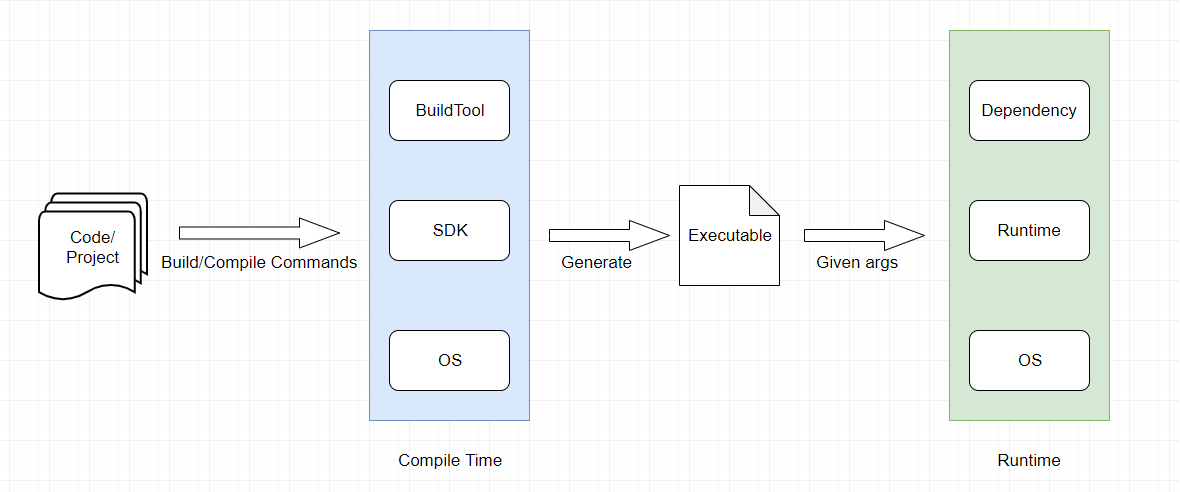 Code/
Project
Build/Compile Commands
BuildTool
SDK
OS
Compile Time
Generate
Executable
Given args
Dependency
Runtime
OS
Runtime